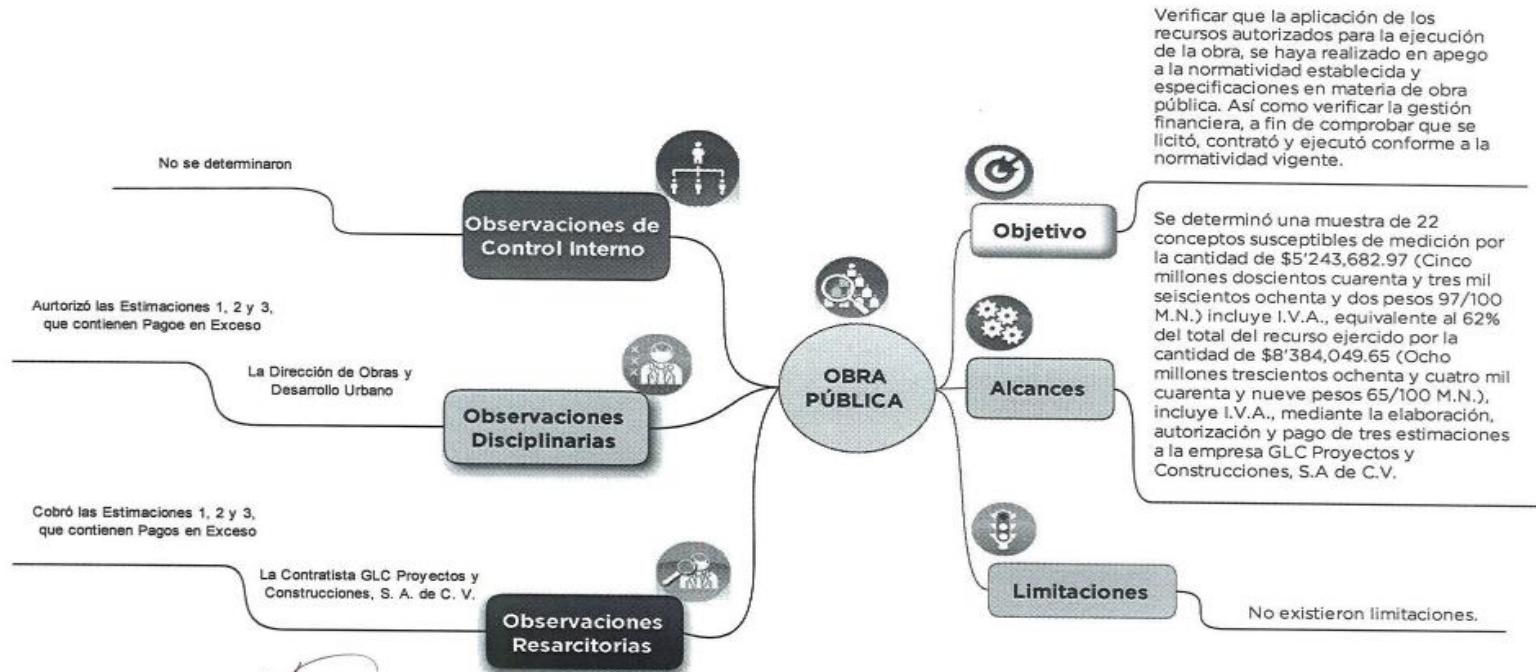 No se determinaron
Observaciones de
Control Interno
Aurtorizó las Estimaciones 1, 2 y 3,
que contienen Pagoe en Exceso
La Dirección de Obras y
Desarrollo Urbano
Observaciones
Disciplinarias
Cobró las Estimaciones 1, 2 y 3,
que contienen Pagos en Exceso
La Contratista GLC Proyectos y
Construcciones, S. A. de C. V.
Observaciones
Resarcitorias
OBRA
PÚBLICA
Verificar que la aplicación de los
recursos autorizados para la ejecución
de la obra, se haya realizado en apego
a la normatividad establecida y
especificaciones en materia de obra
pública. Así como verificar la gestión
financiera, a fin de comprobar que se
licitó, contrató y ejecutó conforme a la
normatividad vigente.
Objetivo
Se determinó una muestra de 22
conceptos susceptibles de medición por
la cantidad de $5'243,682.97 (Cinco
millones doscientos cuarenta y tres mil
seiscientos ochenta y dos pesos 97/100
M.N.) incluye I.V.A., equivalente al 62%
del total del recurso ejercido por la
cantidad de $8'384,049.65 (Ocho
millones trescientos ochenta y cuatro mil
cuarenta y nueve pesos 65/100 M.N.),
incluye I.V.A., mediante la elaboración,
autorización y pago de tres estimaciones
a la empresa GLC Proyectos y
Construcciones, S.A de C.V.
Alcances
Limitaciones
No existieron limitaciones.